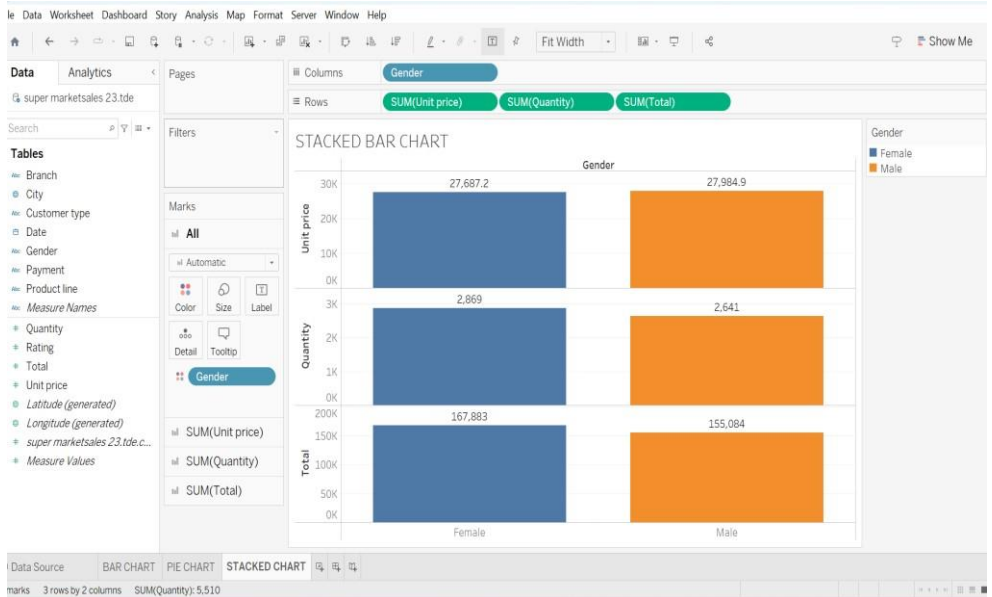 le Data Worksheet Dashboard Story Analysis Map Format Server Window Help
Fit Width
Show Me
Data Analytics
super marketsales 23.tde
Search
Tables
Abc Branch
City
Abc Customer type
Date
Abc Gender
Abc Payment
Abc Product line
Abc Measure Names
# Quantity
# Rating
# Total
# Unit price
Latitude (generated)
Longitude (generated)
# super marketsales 23.tde.c...
# Measure Values
Pages
Filters
Marks
All
Automatic
Color Size Label
Detail Tooltip
Gender
SUM(Unit price)
SUM(Quantity)
SUM(Total)
Columns Gender
Rows SUM(Unit price) SUM(Quantity) SUM(Total)
STACKED BAR CHART
Gender
Unit price
30K
20K
10K
0K
27,687.2 27,984.9
Quantity
3K
2K
1K
0K
2,869 2,641
Total
200K
150K
100K
50K
0K
167,883 155,084
Female Male
Gender
Female
Male
Data Source BAR CHART PIE CHART STACKED CHART
marks 3 rows by 2 columns SUM(Quantity): 5,510